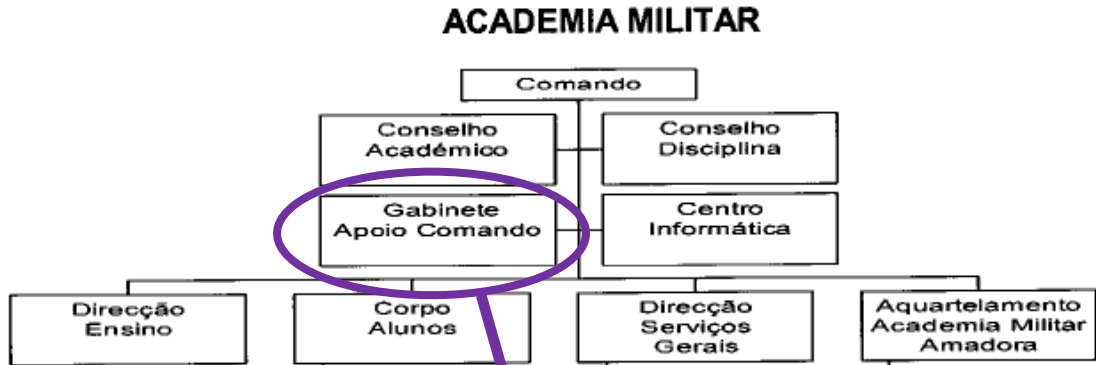 ACADEMIA MILITAR
Comando
Conselho
Académico
Conselho
Disciplina
Gabinete
Apoio Comando
Centro
Informática
Direcção
Ensino
Corpo
Alunos
Direcção
Serviços
Gerais
Aquartelamento
Academia Militar
Amadora